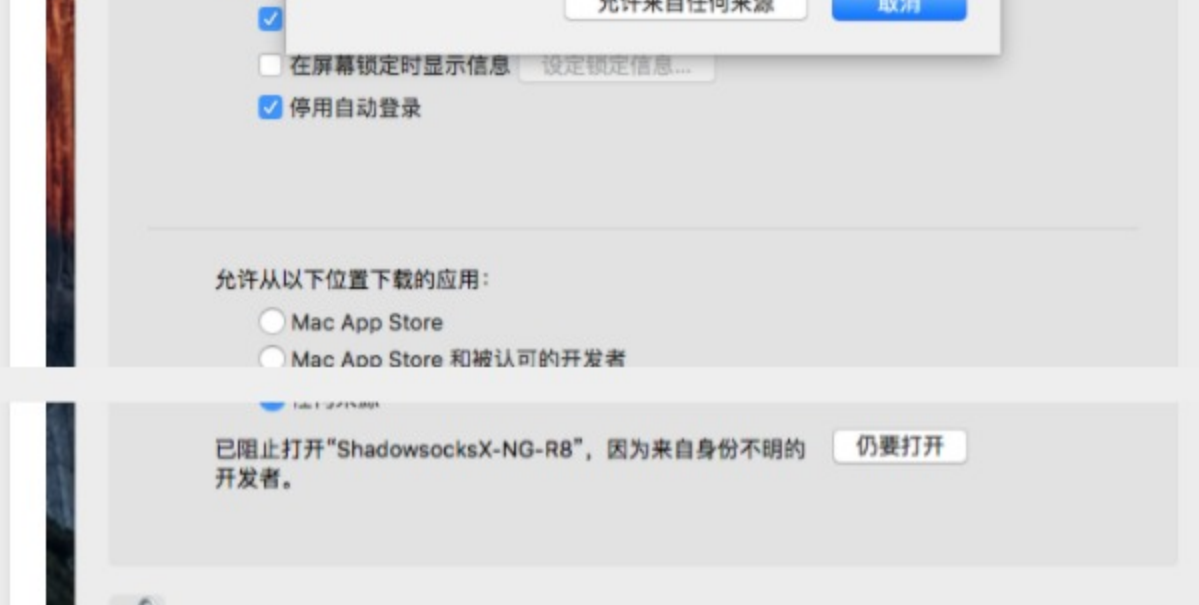 允许来自任何来源 取消
在屏幕锁定时显示信息 设定锁定信息...
停用自动登录
允许从以下位置下载的应用：
Mac App Store
Mac App Store 和被认可的开发者
任何来源
已阻止打开“ShadowsocksX-NG-R8”，因为来自身份不明的 仍要打开
开发者。